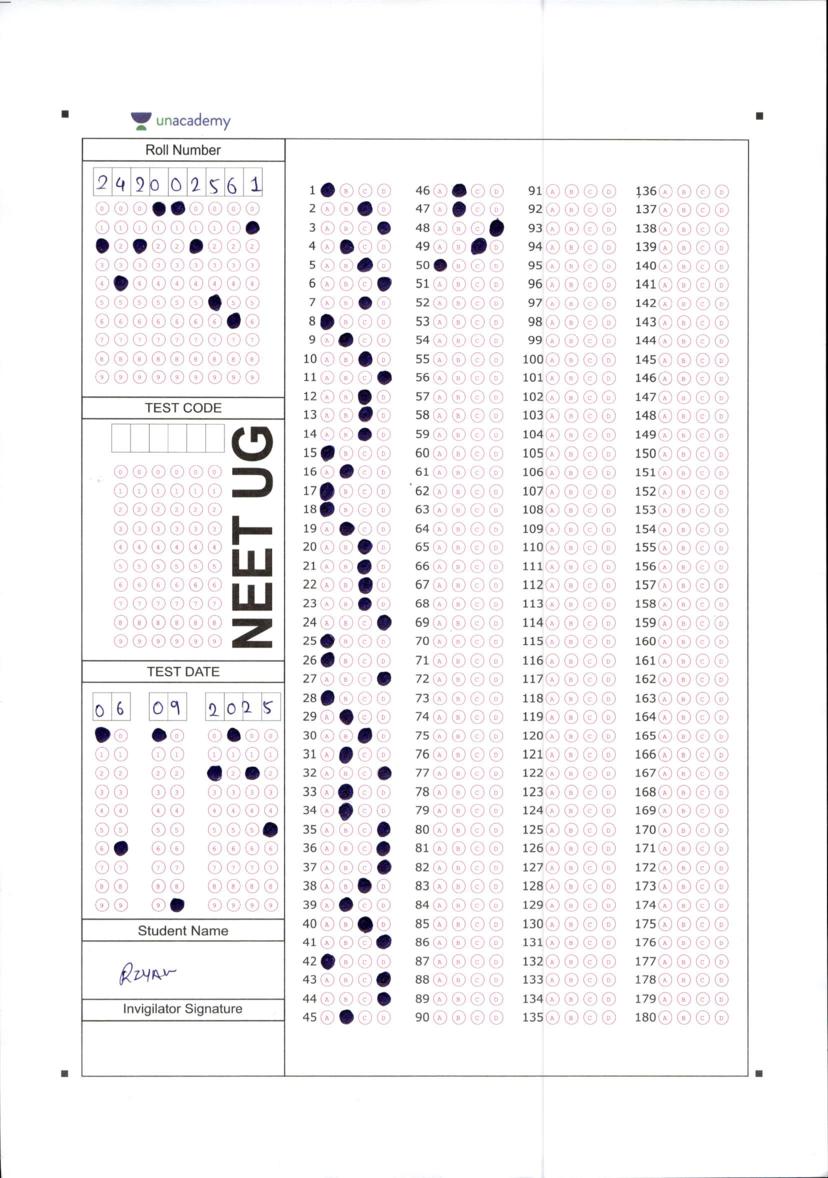 unacademy
Roll Number
2 4 2 0 0 2 5 6 1
TEST CODE
NEET UG
TEST DATE
0 6 0 9 2 0 2 5
Student Name
Invigilator Signature
1 A B C D 46 A B C D 91 A B C D 136 A B C D
2 A B C D 47 A B C D 92 A B C D 137 A B C D
3 A B C D 48 A B C D 93 A B C D 138 A B C D
4 A B C D 49 A B C D 94 A B C D 139 A B C D
5 A B C D 50 A B C D 95 A B C D 140 A B C D
6 A B C D 51 A B C D 96 A B C D 141 A B C D
7 A B C D 52 A B C D 97 A B C D 142 A B C D
8 A B C D 53 A B C D 98 A B C D 143 A B C D
9 A B C D 54 A B C D 99 A B C D 144 A B C D
10 A B C D 55 A B C D 100 A B C D 145 A B C D
11 A B C D 56 A B C D 101 A B C D 146 A B C D
12 A B C D 57 A B C D 102 A B C D 147 A B C D
13 A B C D 58 A B C D 103 A B C D 148 A B C D
14 A B C D 59 A B C D 104 A B C D 149 A B C D
15 A B C D 60 A B C D 105 A B C D 150 A B C D
16 A B C D 61 A B C D 106 A B C D 151 A B C D
17 A B C D 62 A B C D 107 A B C D 152 A B C D
18 A B C D 63 A B C D 108 A B C D 153 A B C D
19 A B C D 64 A B C D 109 A B C D 154 A B C D
20 A B C D 65 A B C D 110 A B C D 155 A B C D
21 A B C D 66 A B C D 111 A B C D 156 A B C D
22 A B C D 67 A B C D 112 A B C D 157 A B C D
23 A B C D 68 A B C D 113 A B C D 158 A B C D
24 A B C D 69 A B C D 114 A B C D 159 A B C D
25 A B C D 70 A B C D 115 A B C D 160 A B C D
26 A B C D 71 A B C D 116 A B C D 161 A B C D
27 A B C D 72 A B C D 117 A B C D 162 A B C D
28 A B C D 73 A B C D 118 A B C D 163 A B C D
29 A B C D 74 A B C D 119 A B C D 164 A B C D
30 A B C D 75 A B C D 120 A B C D 165 A B C D
31 A B C D 76 A B C D 121 A B C D 166 A B C D
32 A B C D 77 A B C D 122 A B C D 167 A B C D
33 A B C D 78 A B C D 123 A B C D 168 A B C D
34 A B C D 79 A B C D 124 A B C D 169 A B C D
35 A B C D 80 A B C D 125 A B C D 170 A B C D
36 A B C D 81 A B C D 126 A B C D 171 A B C D
37 A B C D 82 A B C D 127 A B C D 172 A B C D
38 A B C D 83 A B C D 128 A B C D 173 A B C D
39 A B C D 84 A B C D 129 A B C D 174 A B C D
40 A B C D 85 A B C D 130 A B C D 175 A B C D
41 A B C D 86 A B C D 131 A B C D 176 A B C D
42 A B C D 87 A B C D 132 A B C D 177 A B C D
43 A B C D 88 A B C D 133 A B C D 178 A B C D
44 A B C D 89 A B C D 134 A B C D 179 A B C D
45 A B C D 90 A B C D 135 A B C D 180 A B C D